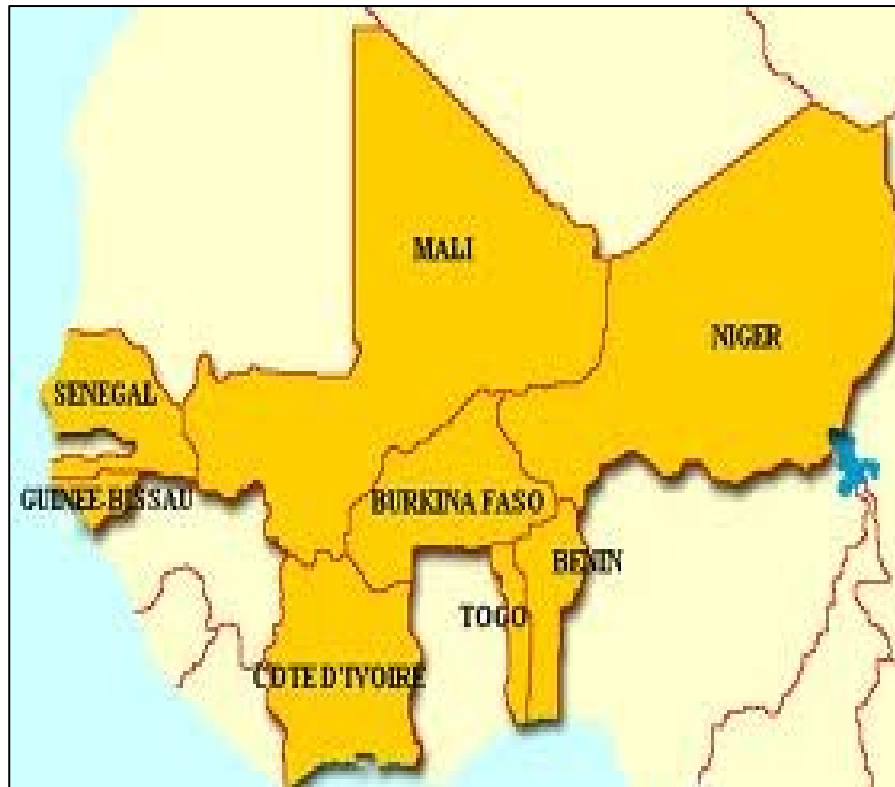 MALI
NIGER
SENEGAL
GUINEE-BISSAU
BURKINA FASO
BENIN
TOGO
COTE D'IVOIRE